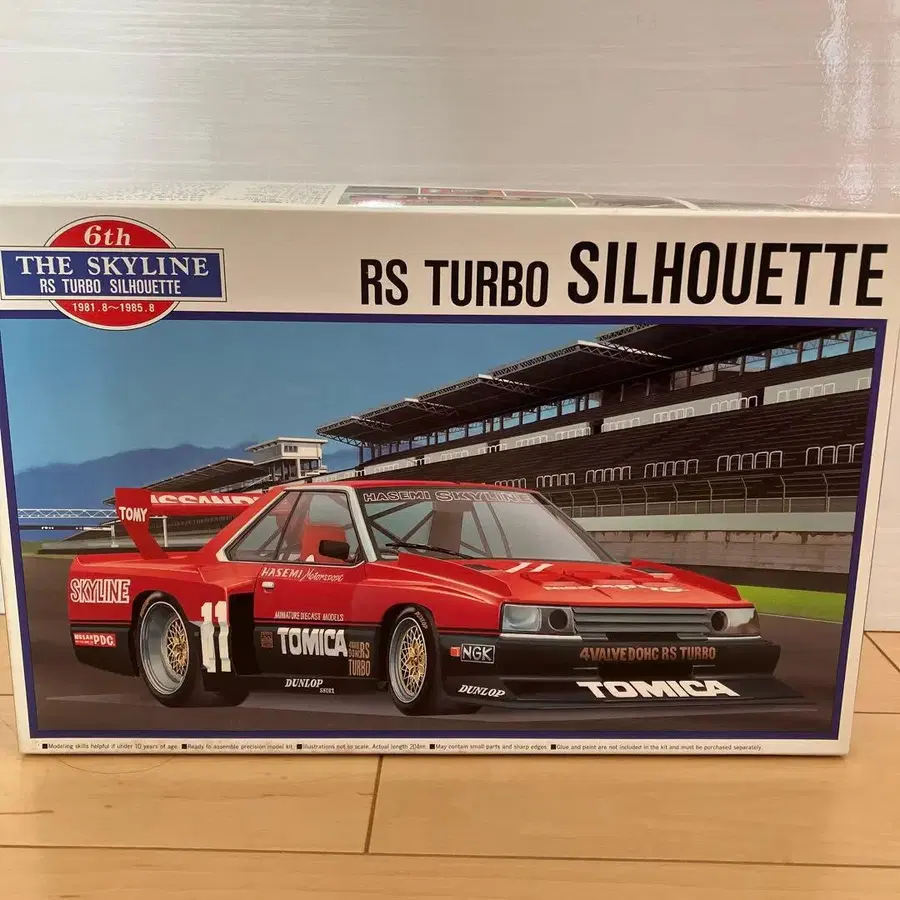 6th
THE SKYLINE
RS TURBO SILHOUETTE
1981.8~1985.8
RS TURBO SILHOUETTE
TOMY
HASEMI SKYLINE
SKYLINE
HASEMI Motorsport
11
11
MINIATURE DIECAST MODELS
TOMICA
RS
TURBO
NISSAN
PDC
NGK
4VALVE DOHC RS TURBO
DUNLOP
DUNLOP
TOMICA
■Modeling skills helpful if under 10 years of age. ■Ready to assemble precision model kit. ■Illustrations not to scale. Actual length 204mm. ■May contain small parts and sharp edges. ■Glue and paint are not included in the kit and must be purchased separately.